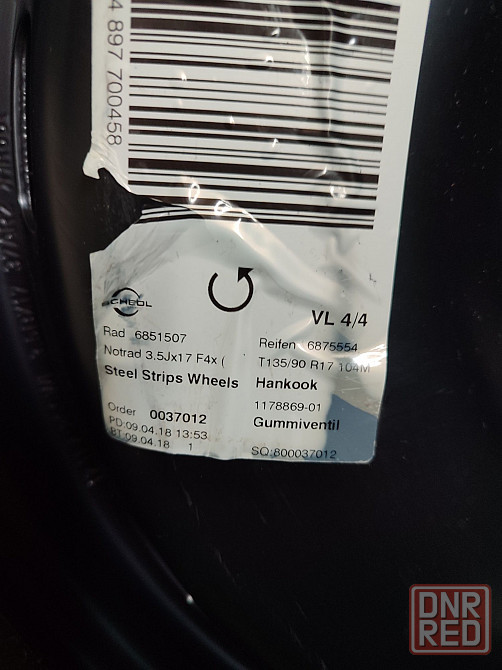 4 897 700458
SCHEDL
VL 4/4
Rad 6851507
Notrad 3.5Jx17 F4x (
Steel Strips Wheels
Reifen 6875554
T135/90 R17 104M
Hankook
Order 0037012
PD:09.04.18 13:53
BT:09.04.18 1
1178869-01
Gummiventil
SQ:800037012
DNR
RED